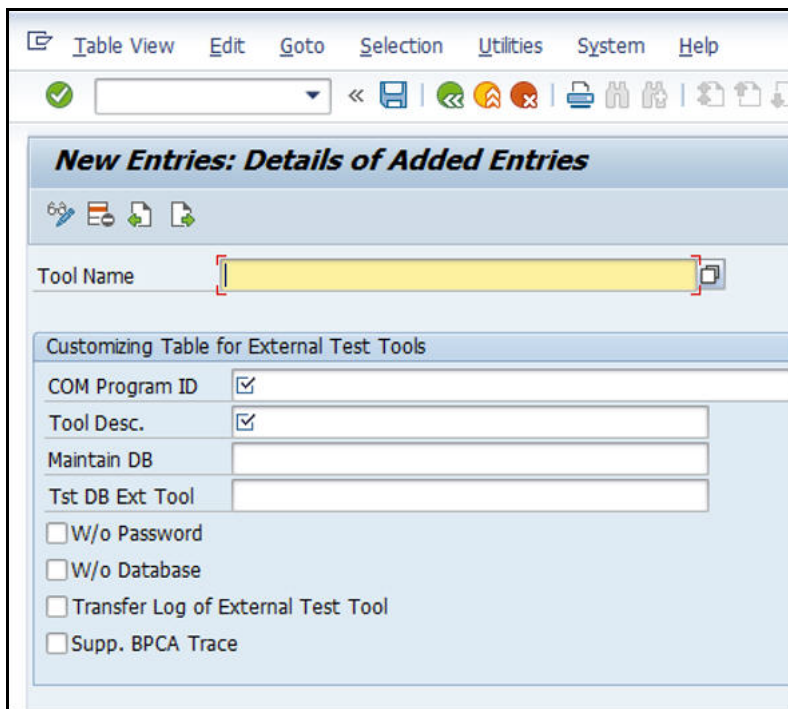 Table View Edit Goto Selection Utilities System Help
New Entries: Details of Added Entries
Tool Name
Customizing Table for External Test Tools
COM Program ID
Tool Desc.
Maintain DB
Tst DB Ext Tool
W/o Password
W/o Database
Transfer Log of External Test Tool
Supp. BPCA Trace